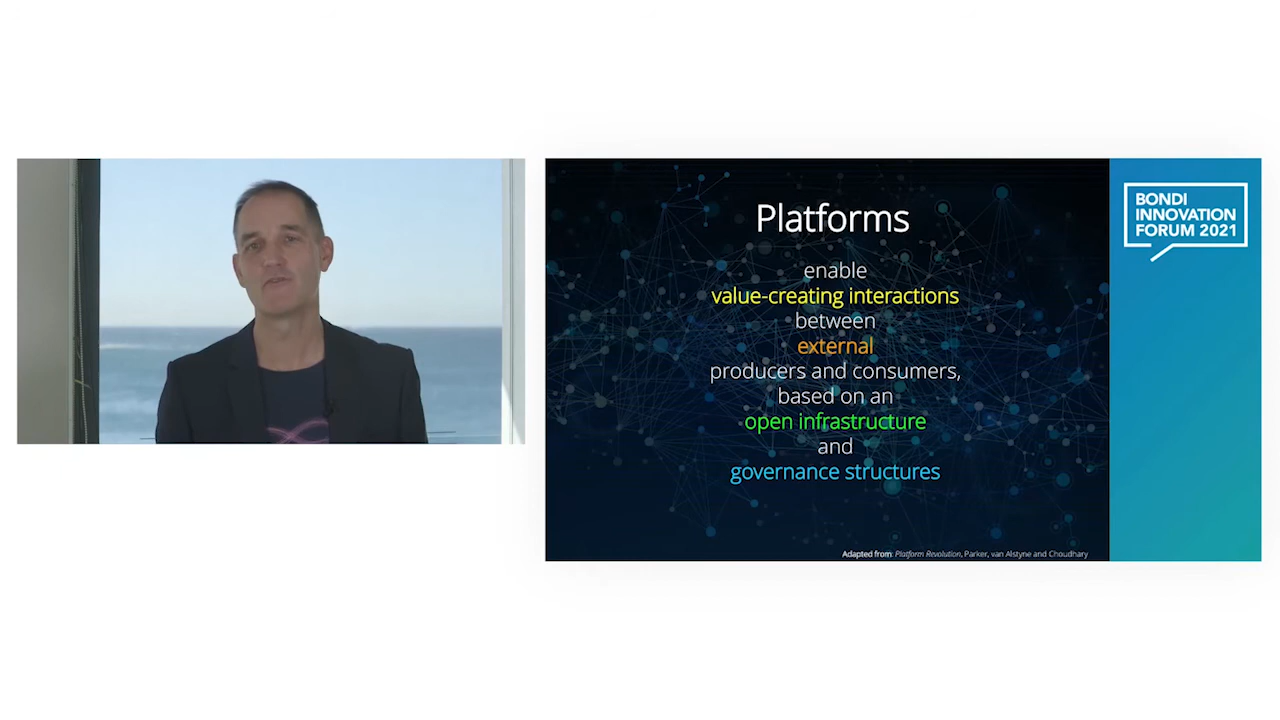 Platforms
enable
value-creating interactions
between
external
producers and consumers,
based on an
open infrastructure
and
governance structures
Adapted from: Platform Revolution, Parker, van Alstyne and Choudhary
BONDI
INNOVATION
FORUM 2021